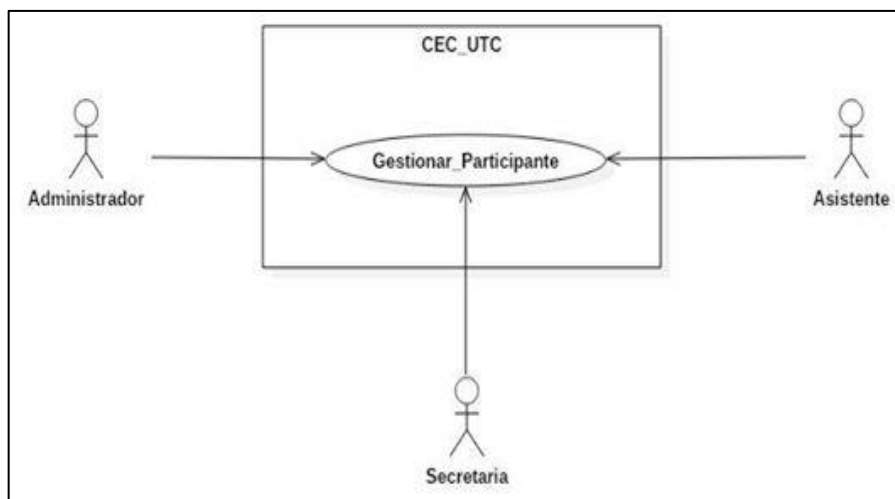 CEC_UTC
Gestionar_Participante
Administrador
Asistente
Secretaria